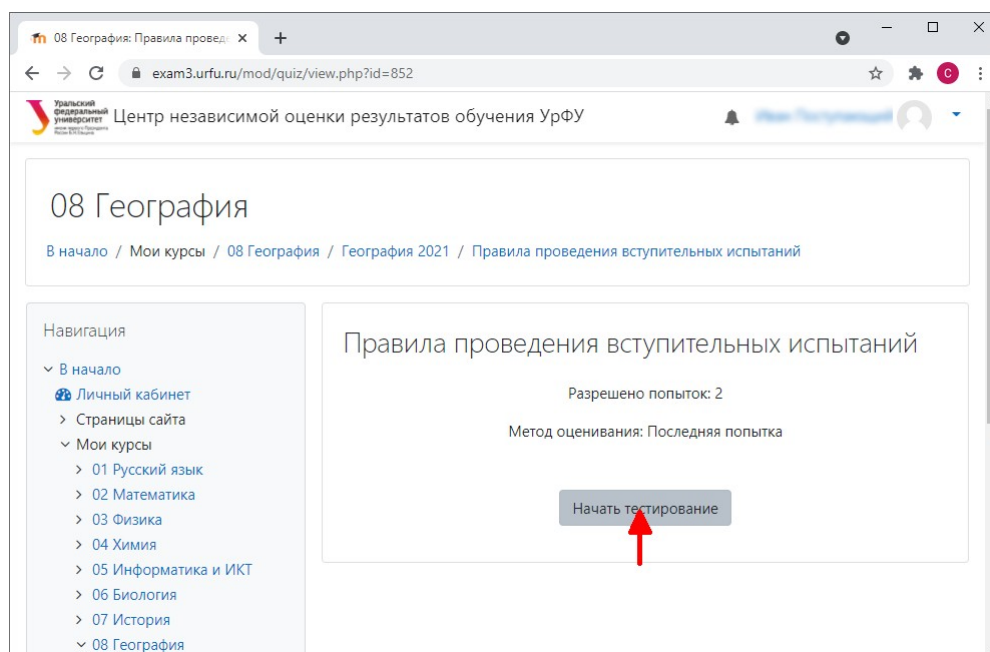 08 География: Правила провед
exam3.urfu.ru/mod/quiz/view.php?id=852
C
Уральский
федеральный
университет
Центр независимой оценки результатов обучения УрФУ
08 География
В начало / Мои курсы / 08 География / География 2021 / Правила проведения вступительных испытаний
Навигация
В начало
Личный кабинет
Страницы сайта
Мои курсы
01 Русский язык
02 Математика
03 Физика
04 Химия
05 Информатика и ИКТ
06 Биология
07 История
08 География
Правила проведения вступительных испытаний
Разрешено попыток: 2
Метод оценивания: Последняя попытка
Начать тестирование